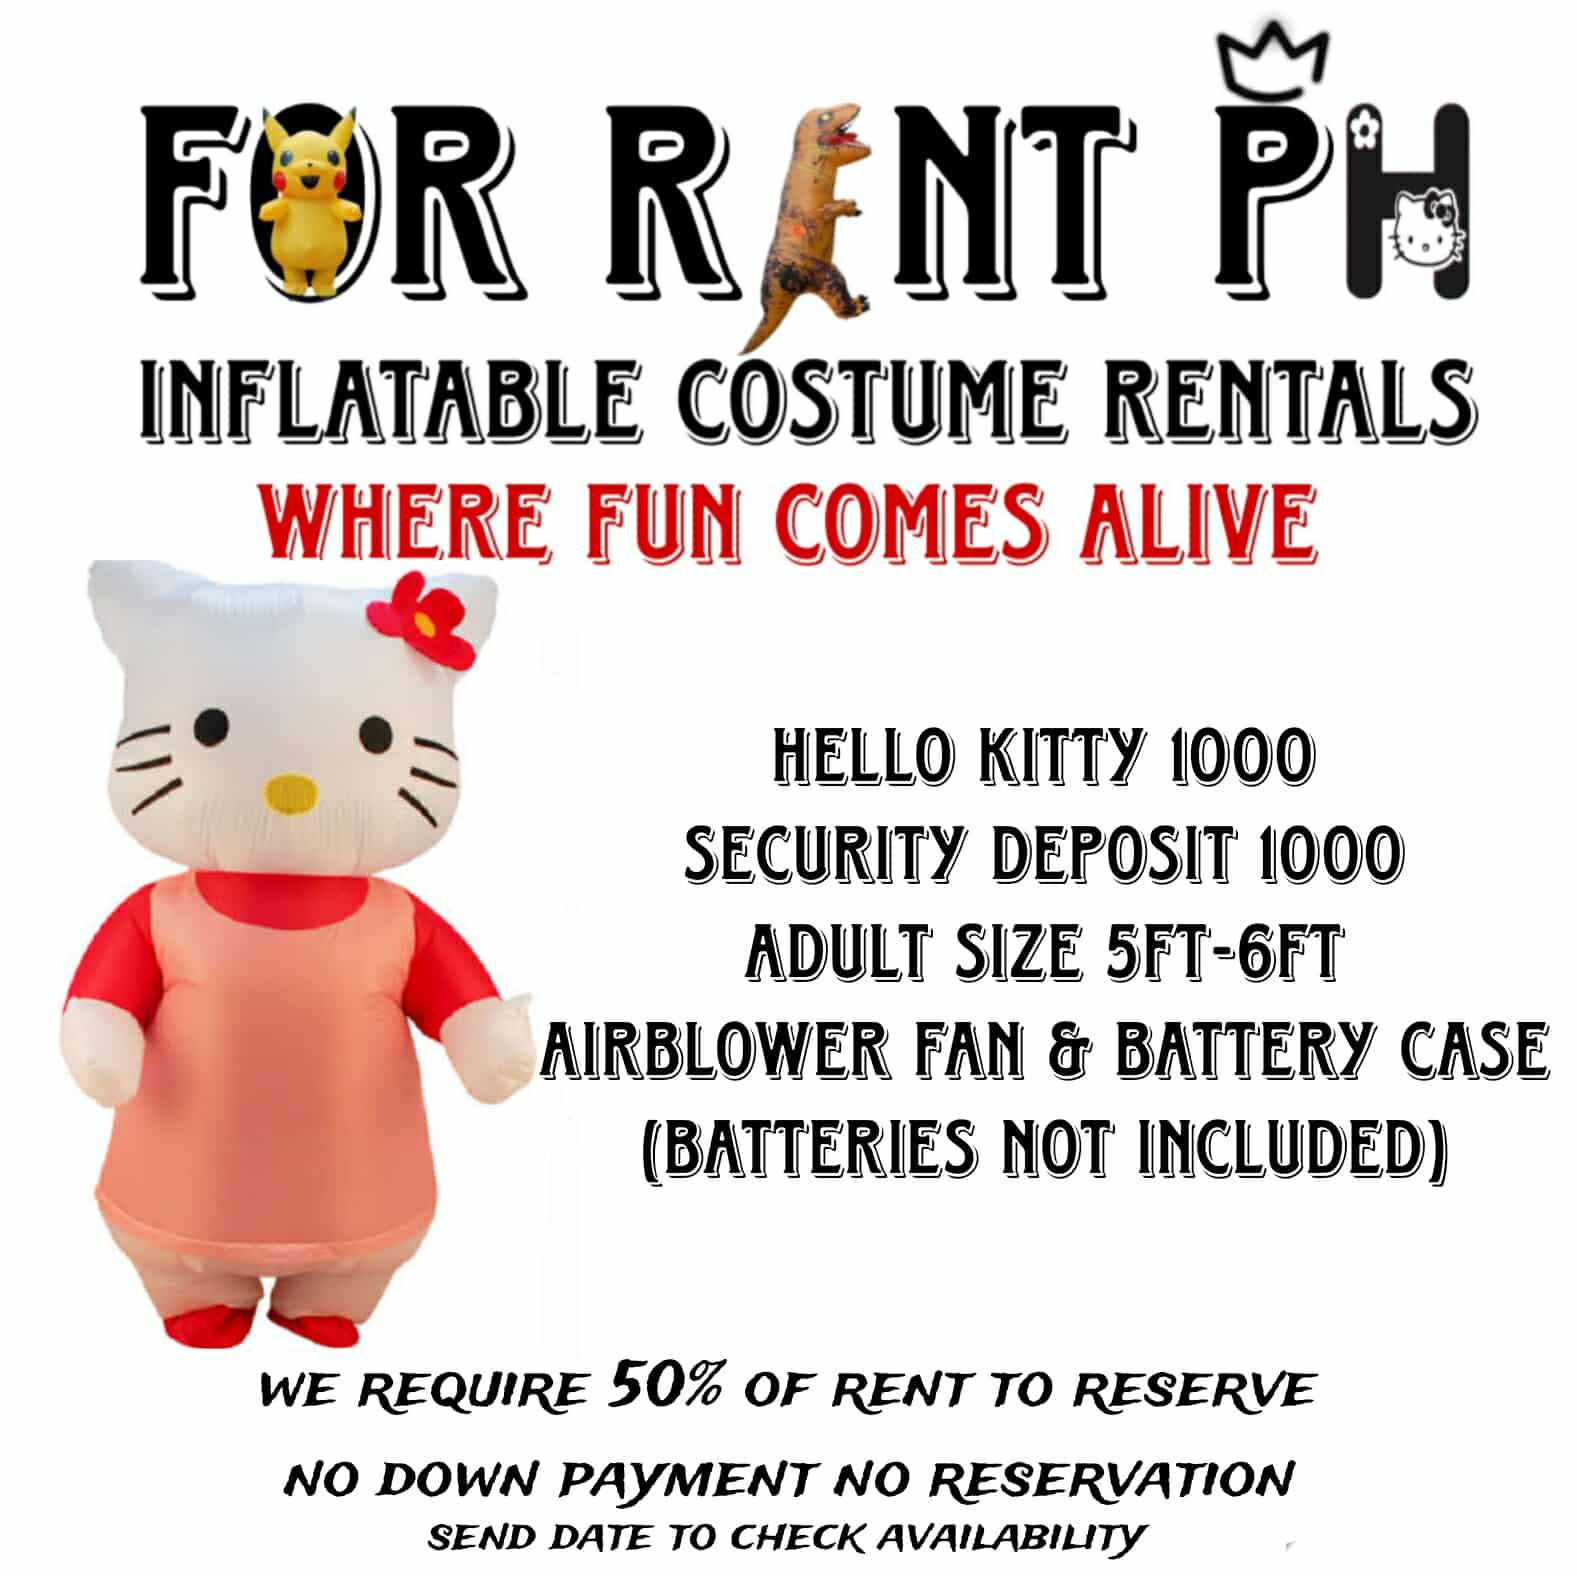 FOR RENT PH
INFLATABLE COSTUME RENTALS
WHERE FUN COMES ALIVE
HELLO KITTY 1000
SECURITY DEPOSIT 1000
ADULT SIZE 5FT-6FT
AIRBLOWER FAN & BATTERY CASE
(BATTERIES NOT INCLUDED)
WE REQUIRE 50% OF RENT TO RESERVE
NO DOWN PAYMENT NO RESERVATION
SEND DATE TO CHECK AVAILABILITY